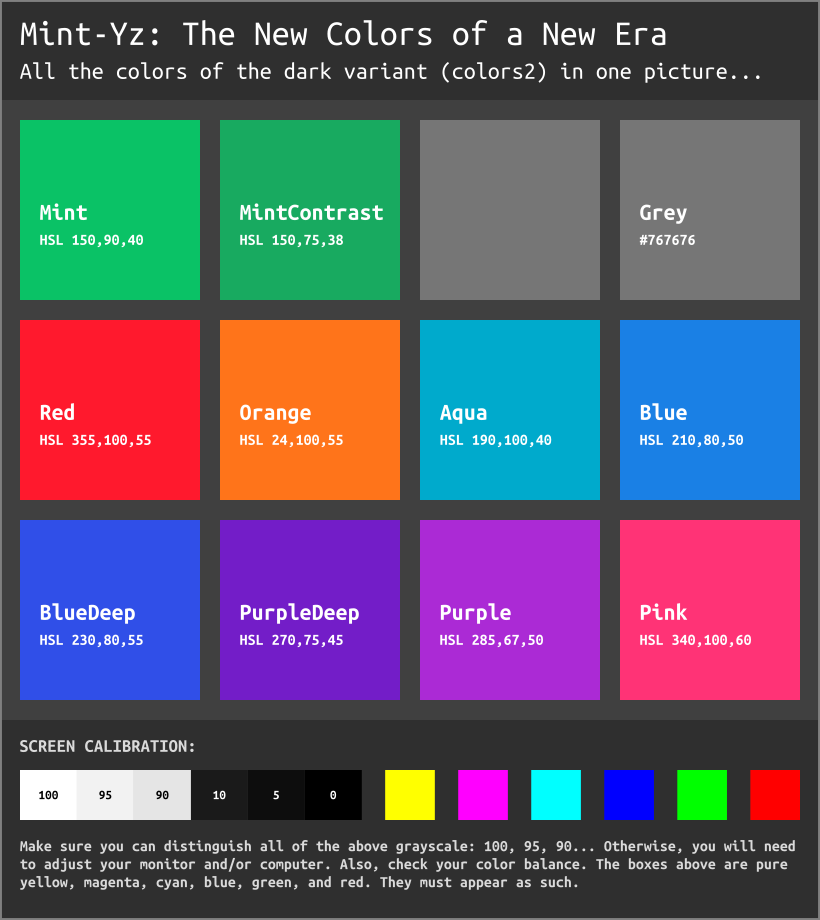 Mint-Yz: The New Colors of a New Era
All the colors of the dark variant (colors2) in one picture...
Mint
HSL 150,90,40
MintContrast
HSL 150,75,38
Grey
#767676
Red
HSL 355,100,55
Orange
HSL 24,100,55
Aqua
HSL 190,100,40
Blue
HSL 210,80,50
BlueDeep
HSL 230,80,55
PurpleDeep
HSL 270,75,45
Purple
HSL 285,67,50
Pink
HSL 340,100,60
SCREEN CALIBRATION:
100 95 90 10 5 0
Make sure you can distinguish all of the above grayscale: 100, 95, 90... Otherwise, you will need
to adjust your monitor and/or computer. Also, check your color balance. The boxes above are pure
yellow, magenta, cyan, blue, green, and red. They must appear as such.